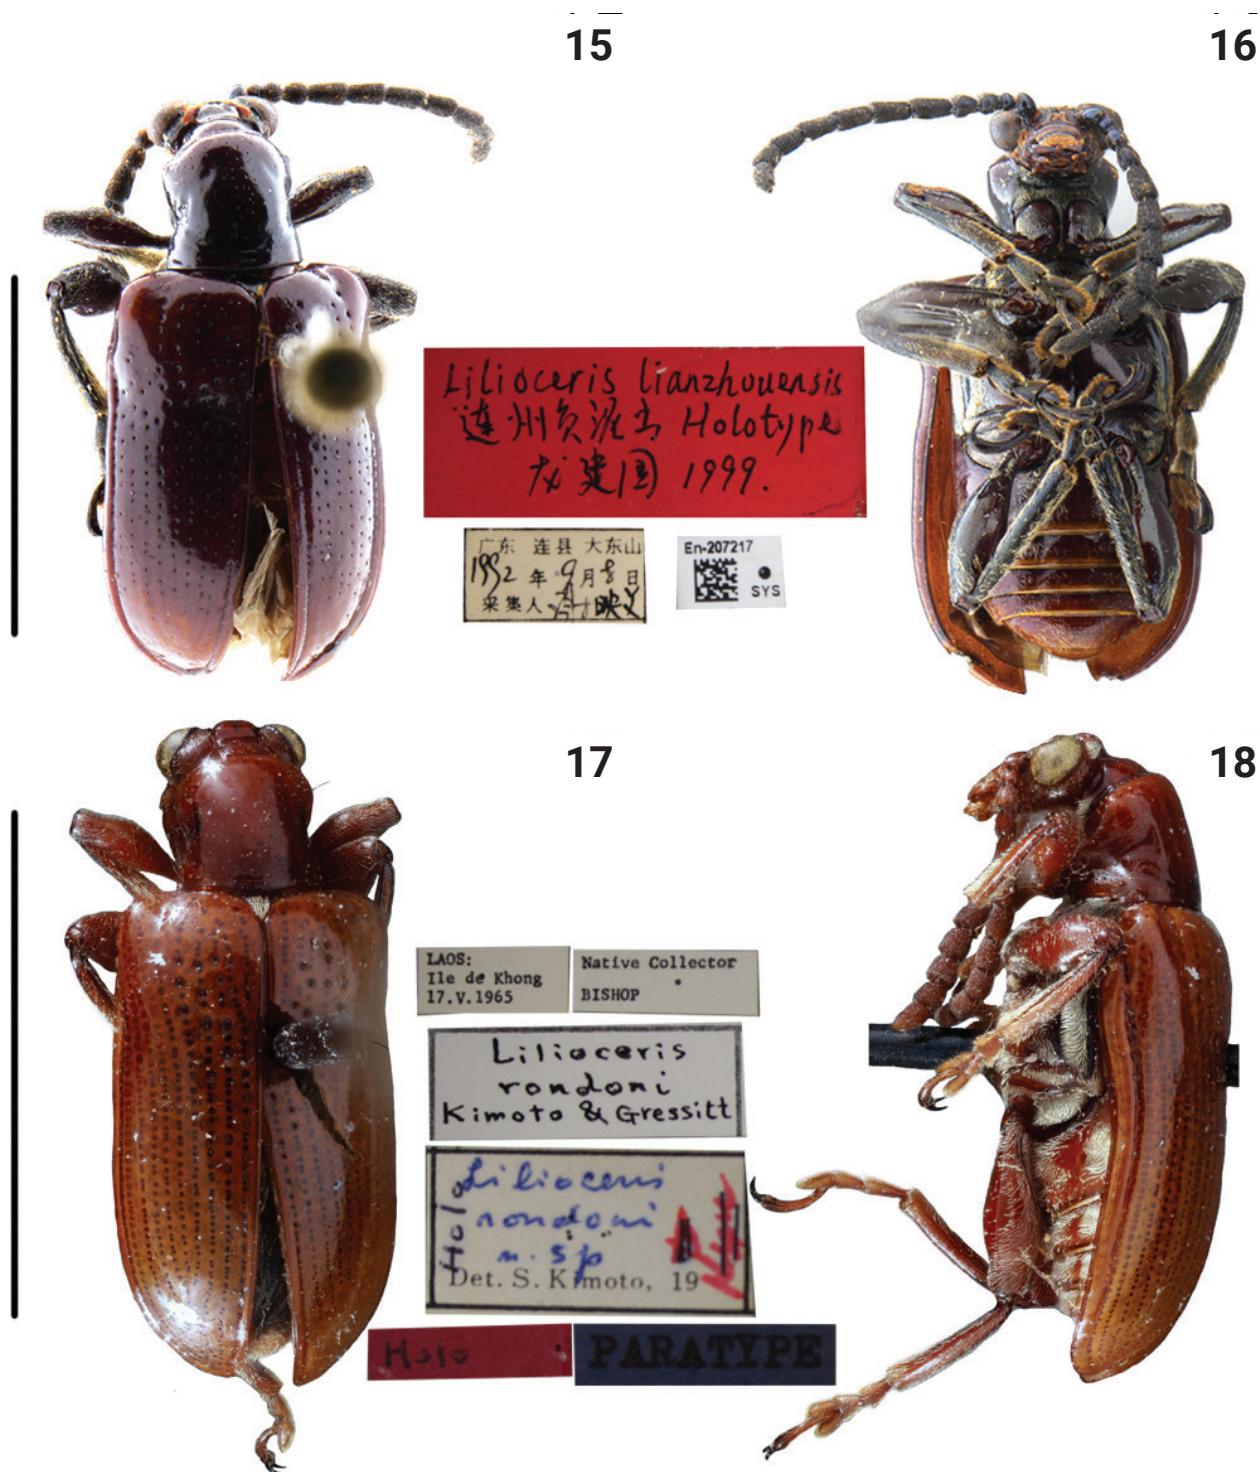 15
16
Lilioceris lianzhouensis
连州负泥虫 Holotype
龙建国 1999.
广东 连县 大东山
1992 年 9 月 8 日
采集人
En-207217
SYS
17
18
LAOS:
Ile de Khong
17.V.1965
Native Collector
BISHOP
Lilioceris
rondoni
Kimoto & Gressitt
Holo
Lilioceris
rondoni
n. sp
Det. S. Kimoto, 19
Holo
PARATYPE